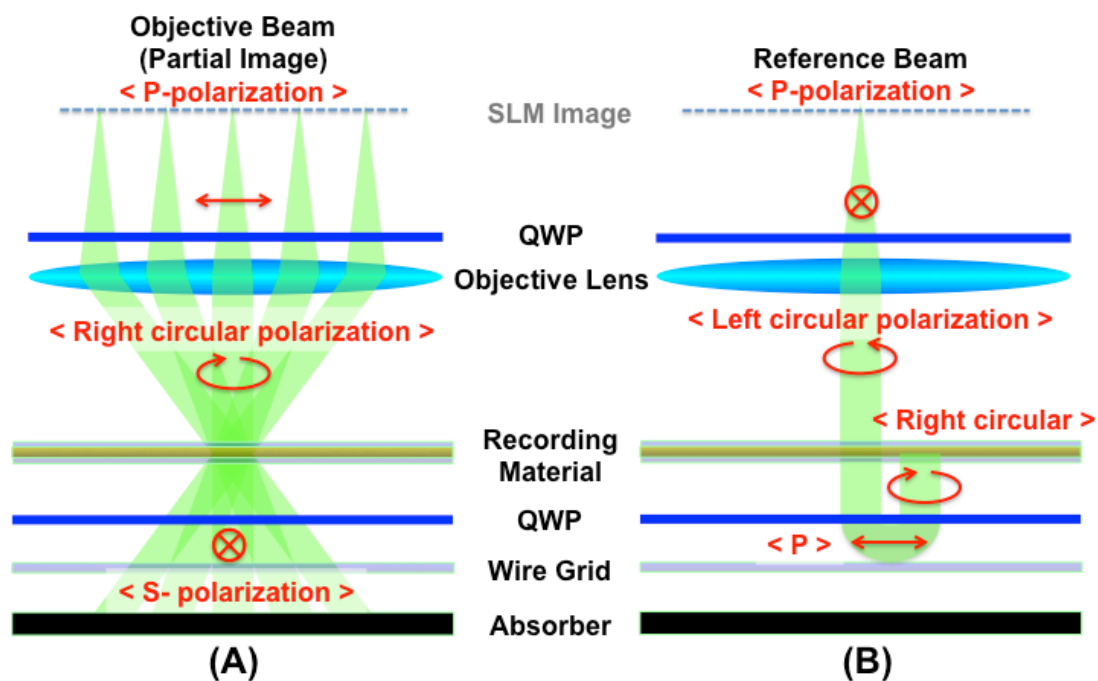 Objective Beam
(Partial Image)
< P-polarization >
Reference Beam
< P-polarization >
SLM Image
QWP
Objective Lens
< Right circular polarization >
< Left circular polarization >
< Right circular >
Recording
Material
QWP
< P >
Wire Grid
< S- polarization >
Absorber
(A)
(B)